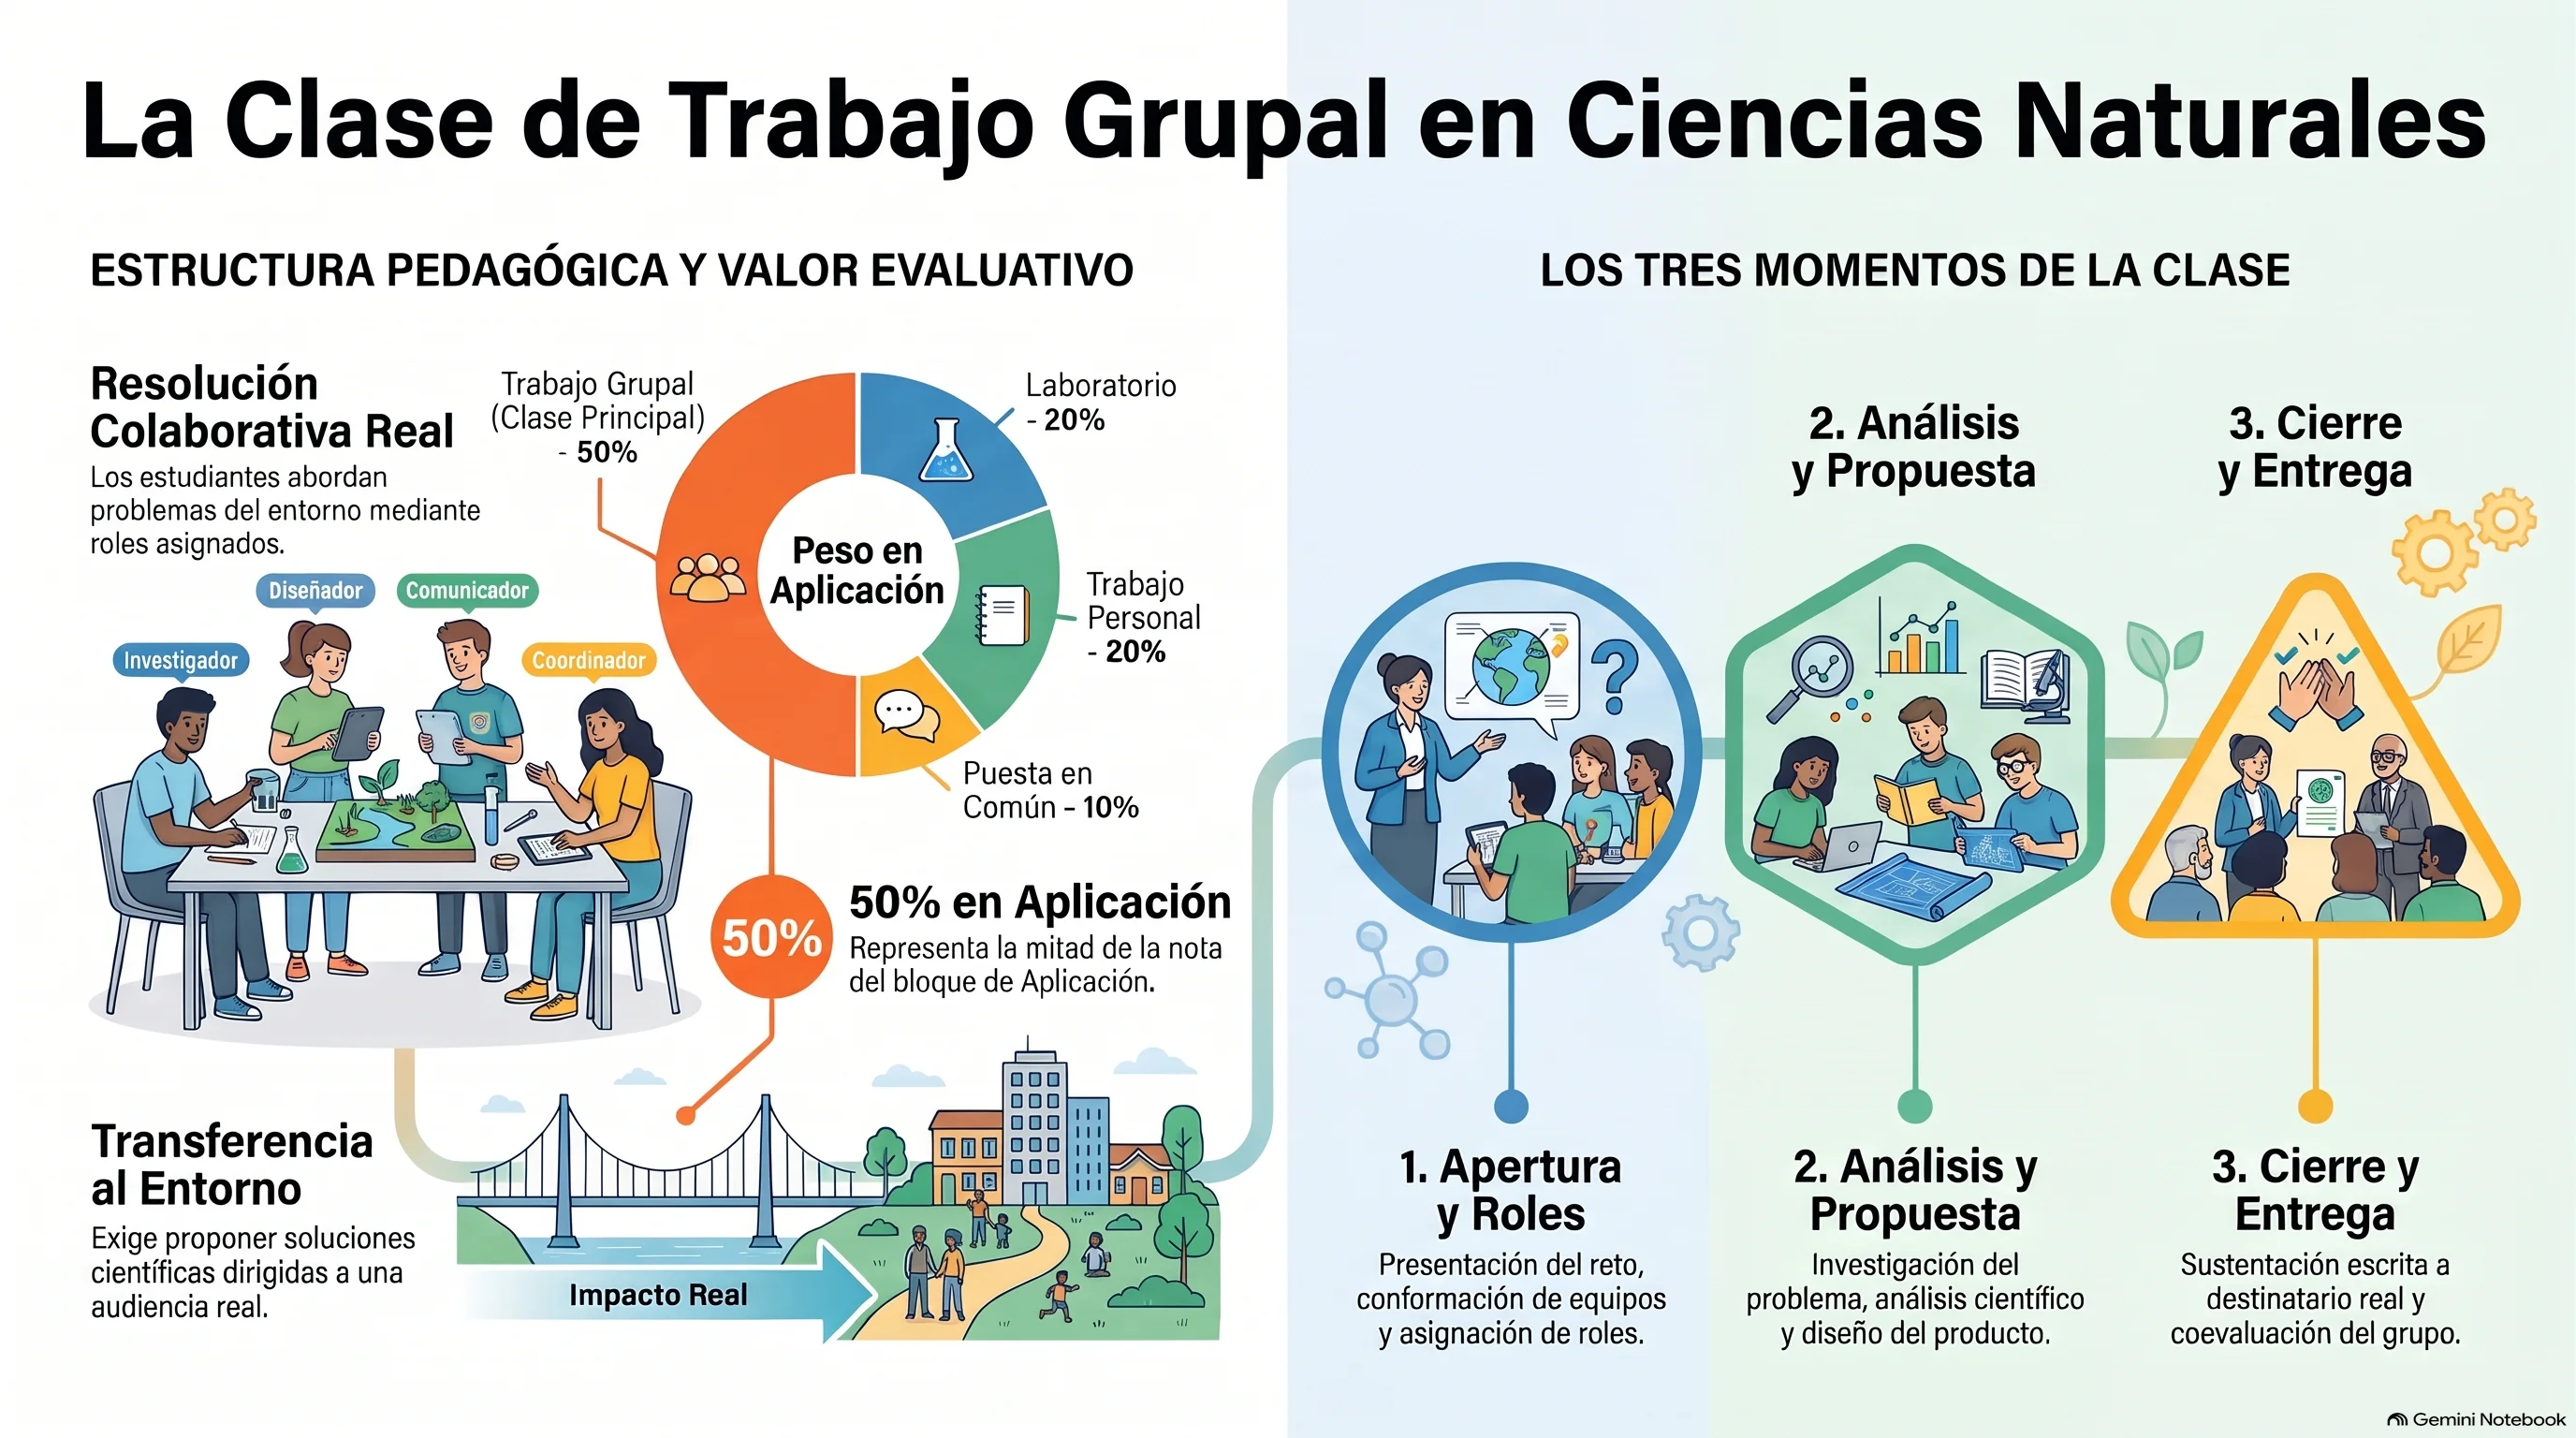 La Clase de Trabajo Grupal en Ciencias Naturales
ESTRUCTURA PEDAGÓGICA Y VALOR EVALUATIVO
Resolución
Colaborativa Real
Los estudiantes abordan
problemas del entorno mediante
roles asignados.
Investigador
Diseñador
Comunicador
Coordinador
Trabajo Grupal
(Clase Principal)
- 50%
Laboratorio
- 20%
Peso en
Aplicación
Trabajo
Personal
- 20%
Puesta en
Común - 10%
50%
50% en Aplicación
Representa la mitad de la nota
del bloque de Aplicación.
Transferencia
al Entorno
Exige proponer soluciones
científicas dirigidas a una
audiencia real.
Impacto Real
LOS TRES MOMENTOS DE LA CLASE
2. Análisis
y Propuesta
3. Cierre
y Entrega
?
1. Apertura
y Roles
Presentación del reto,
conformación de equipos
y asignación de roles.
2. Análisis y
Propuesta
Investigación del
problema, análisis científico
y diseño del producto.
3. Cierre y
Entrega
Sustentación escrita a
destinatario real y
coevaluación del grupo.
Gemini Notebook